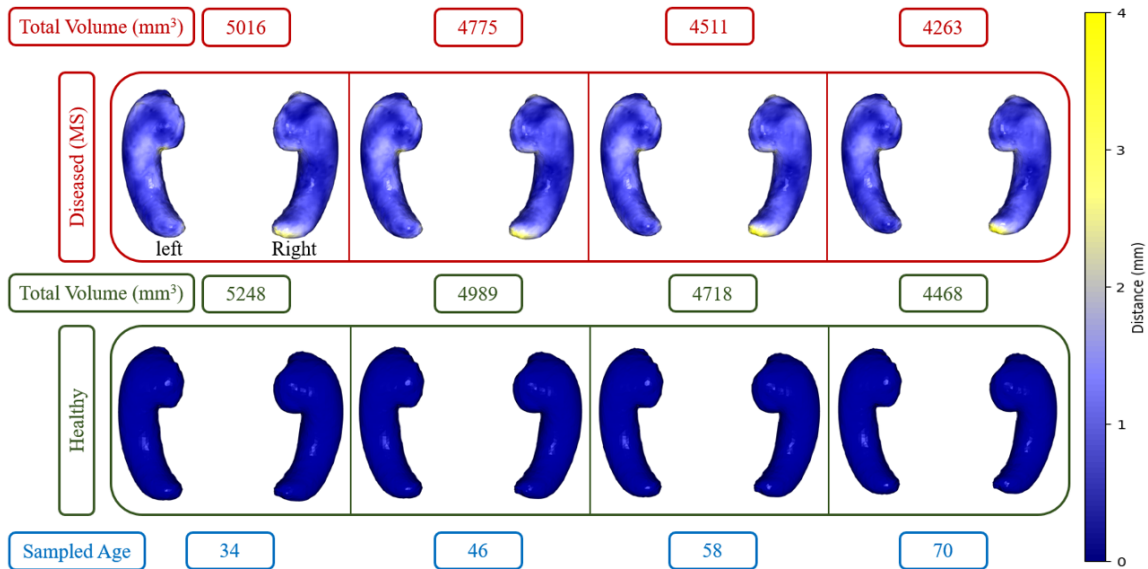 Total Volume (mm³) 5016 4775 4511 4263
Diseased (MS)
left Right
Total Volume (mm³) 5248 4989 4718 4468
Healthy
Sampled Age 34 46 58 70
4
3
2
1
0
Distance (mm)